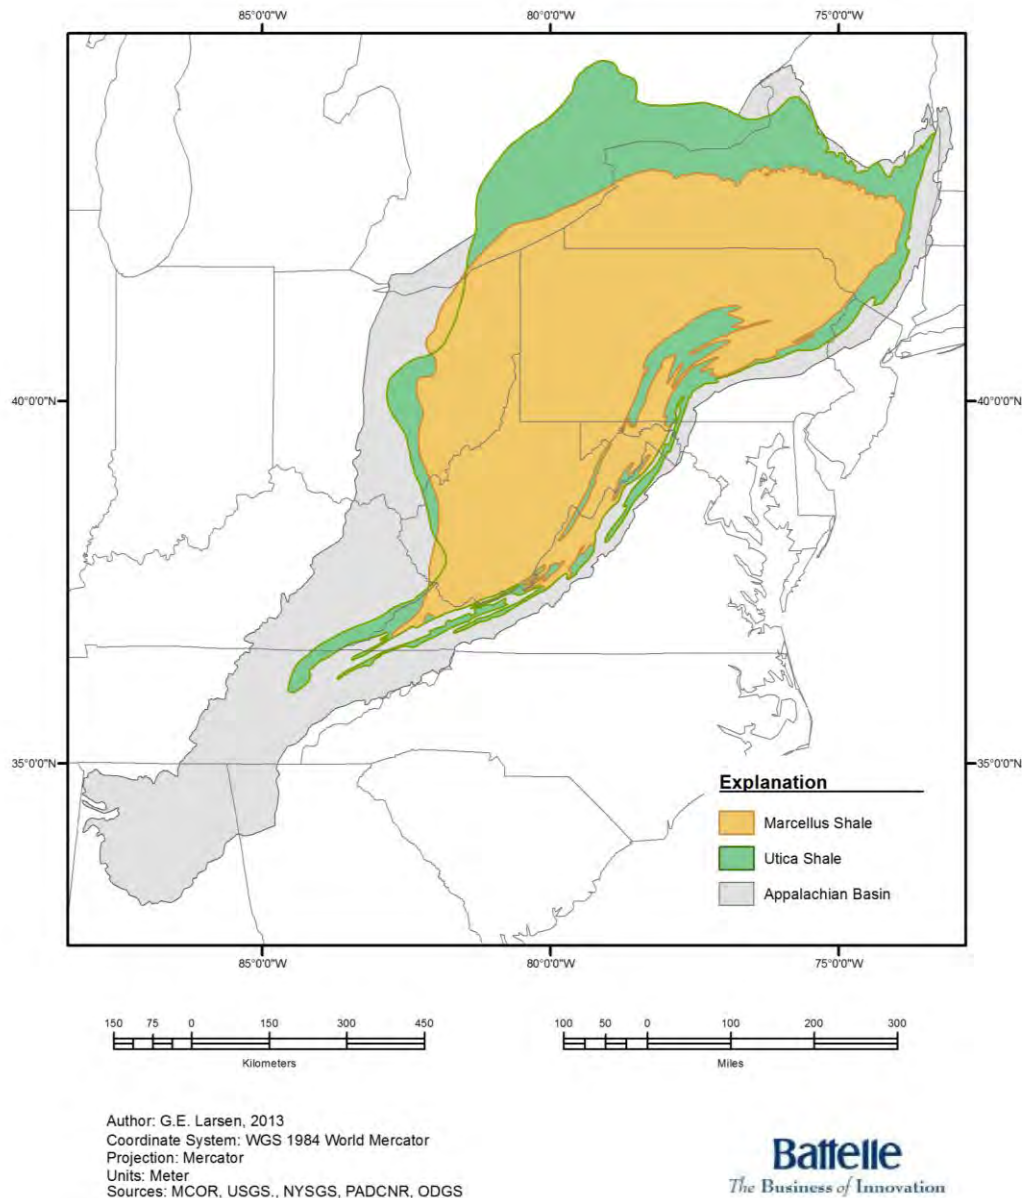 85°0'0"W 80°0'0"W 75°0'0"W
40°0'0"N 40°0'0"N
35°0'0"N 35°0'0"N
Explanation
Marcellus Shale
Utica Shale
Appalachian Basin
85°0'0"W 80°0'0"W 75°0'0"W
150 75 0 150 300 450
Kilometers
100 50 0 100 200 300
Miles
Author: G.E. Larsen, 2013
Coordinate System: WGS 1984 World Mercator
Projection: Mercator
Units: Meter
Sources: MCOR, USGS., NYSGS, PADCNR, ODGS
Battelle
The Business of Innovation